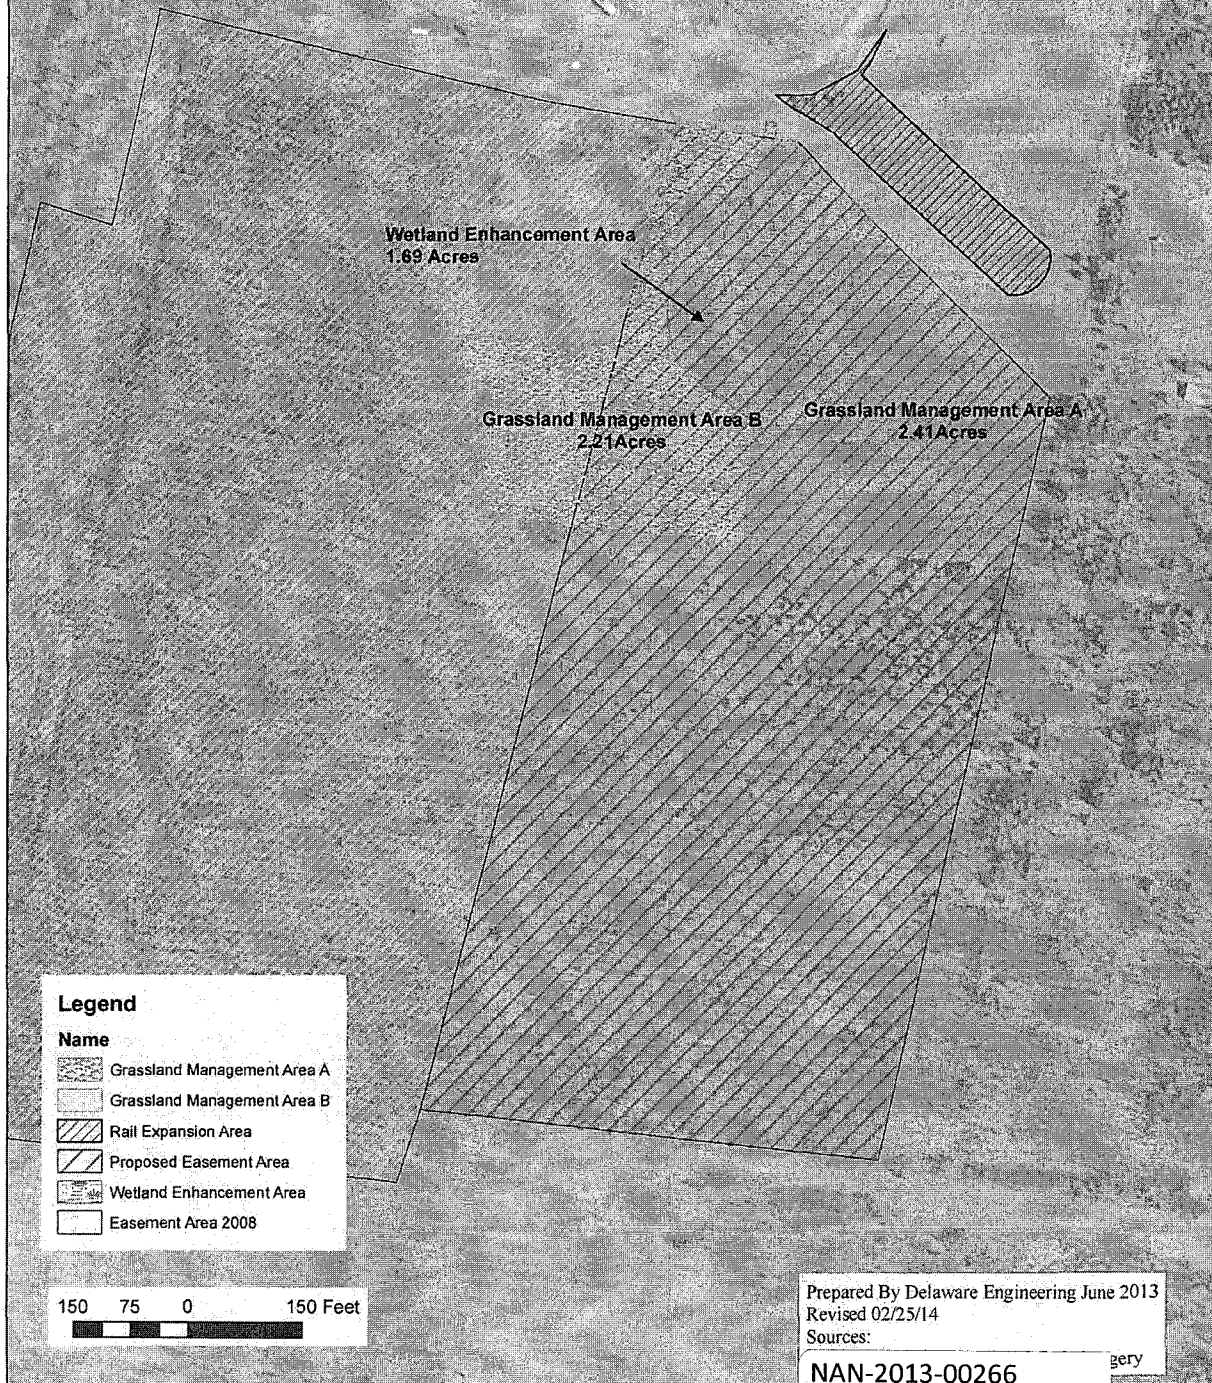 Wetland Enhancement Area
1.69 Acres
Grassland Management Area B
2.21Acres
Grassland Management Area A
2.41Acres
Legend
Name
Grassland Management Area A
Grassland Management Area B
Rail Expansion Area
Proposed Easement Area
Wetland Enhancement Area
Easement Area 2008
150 75 0 150 Feet
Prepared By Delaware Engineering June 2013
Revised 02/25/14
Sources:
gery
NAN-2013-00266